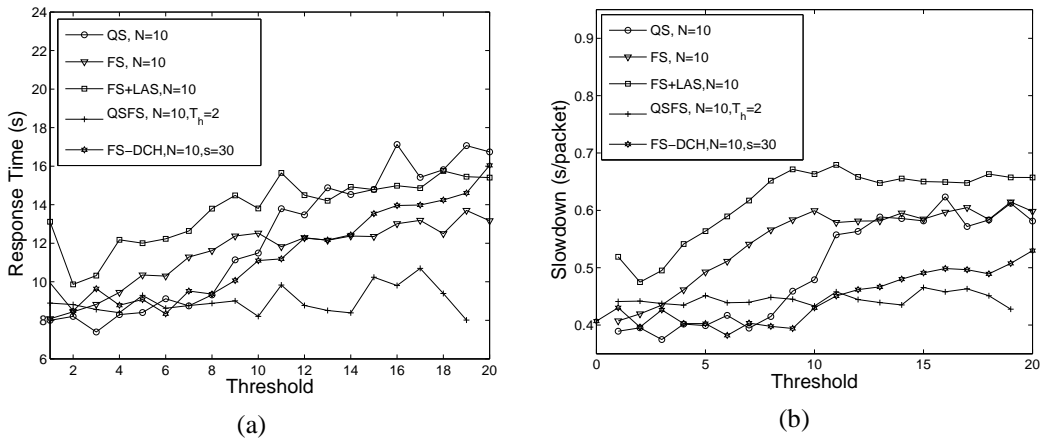 24
22
20
18
16
14
12
10
8
8
6
Response Time (s)
QS, N=10
FS, N=10
FS+LAS,N=10
QSFS, N=10,T_h=2
FS−DCH,N=10,s=30
2 4 6 8 10 12 14 16 18 20
Threshold
(a)
0.9
0.8
0.7
0.6
0.5
0.4
Slowdown (s/packet)
QS, N=10
FS, N=10
FS+LAS,N=10
QSFS, N=10,T_h=2
FS−DCH,N=10,s=30
0 5 10 15 20
Threshold
(b)